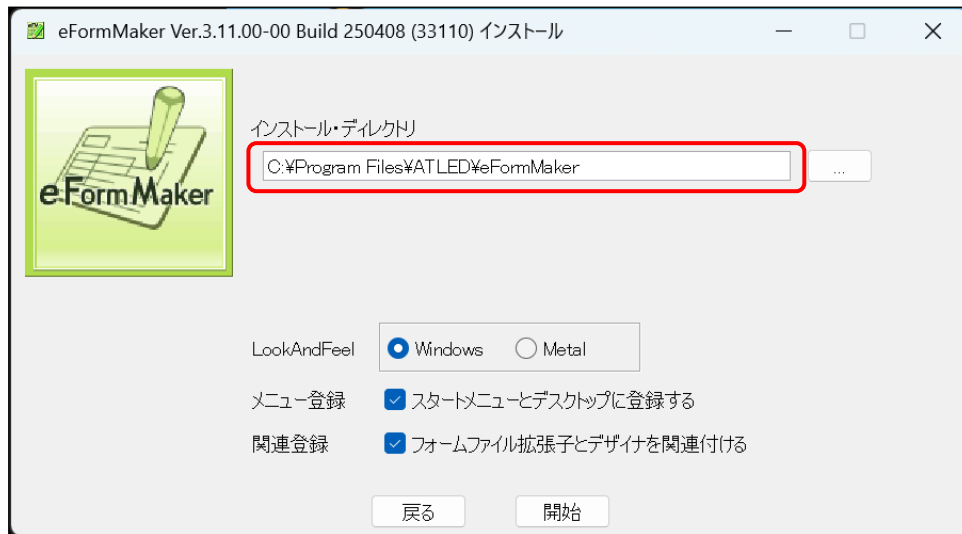 eFormMaker Ver.3.11.00-00 Build 250408 (33110) インストール
e.Form Maker
インストール・ディレクトリ
C:¥Program Files¥ATLED¥eFormMaker
...
LookAndFeel
Windows
Metal
メニュー登録
スタートメニューとデスクトップに登録する
関連登録
フォームファイル拡張子とデザイナを関連付ける
戻る
開始